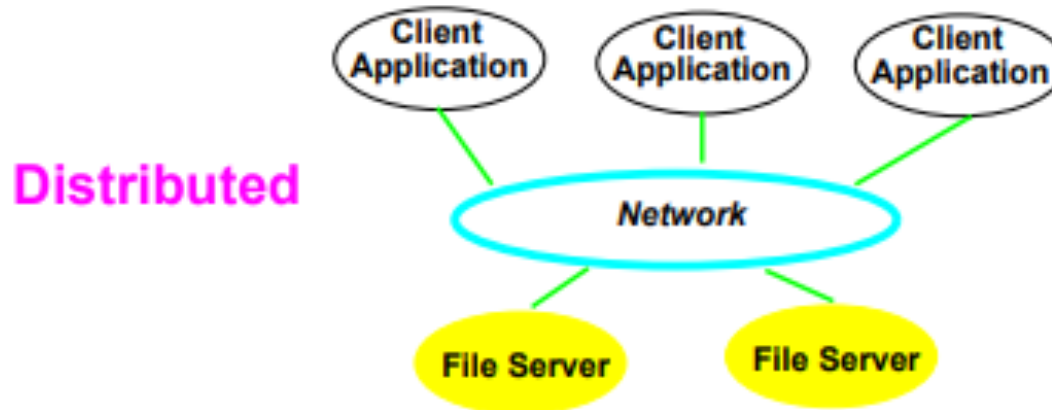 Client
Application
Client
Application
Client
Application
Distributed
Network
File Server
File Server